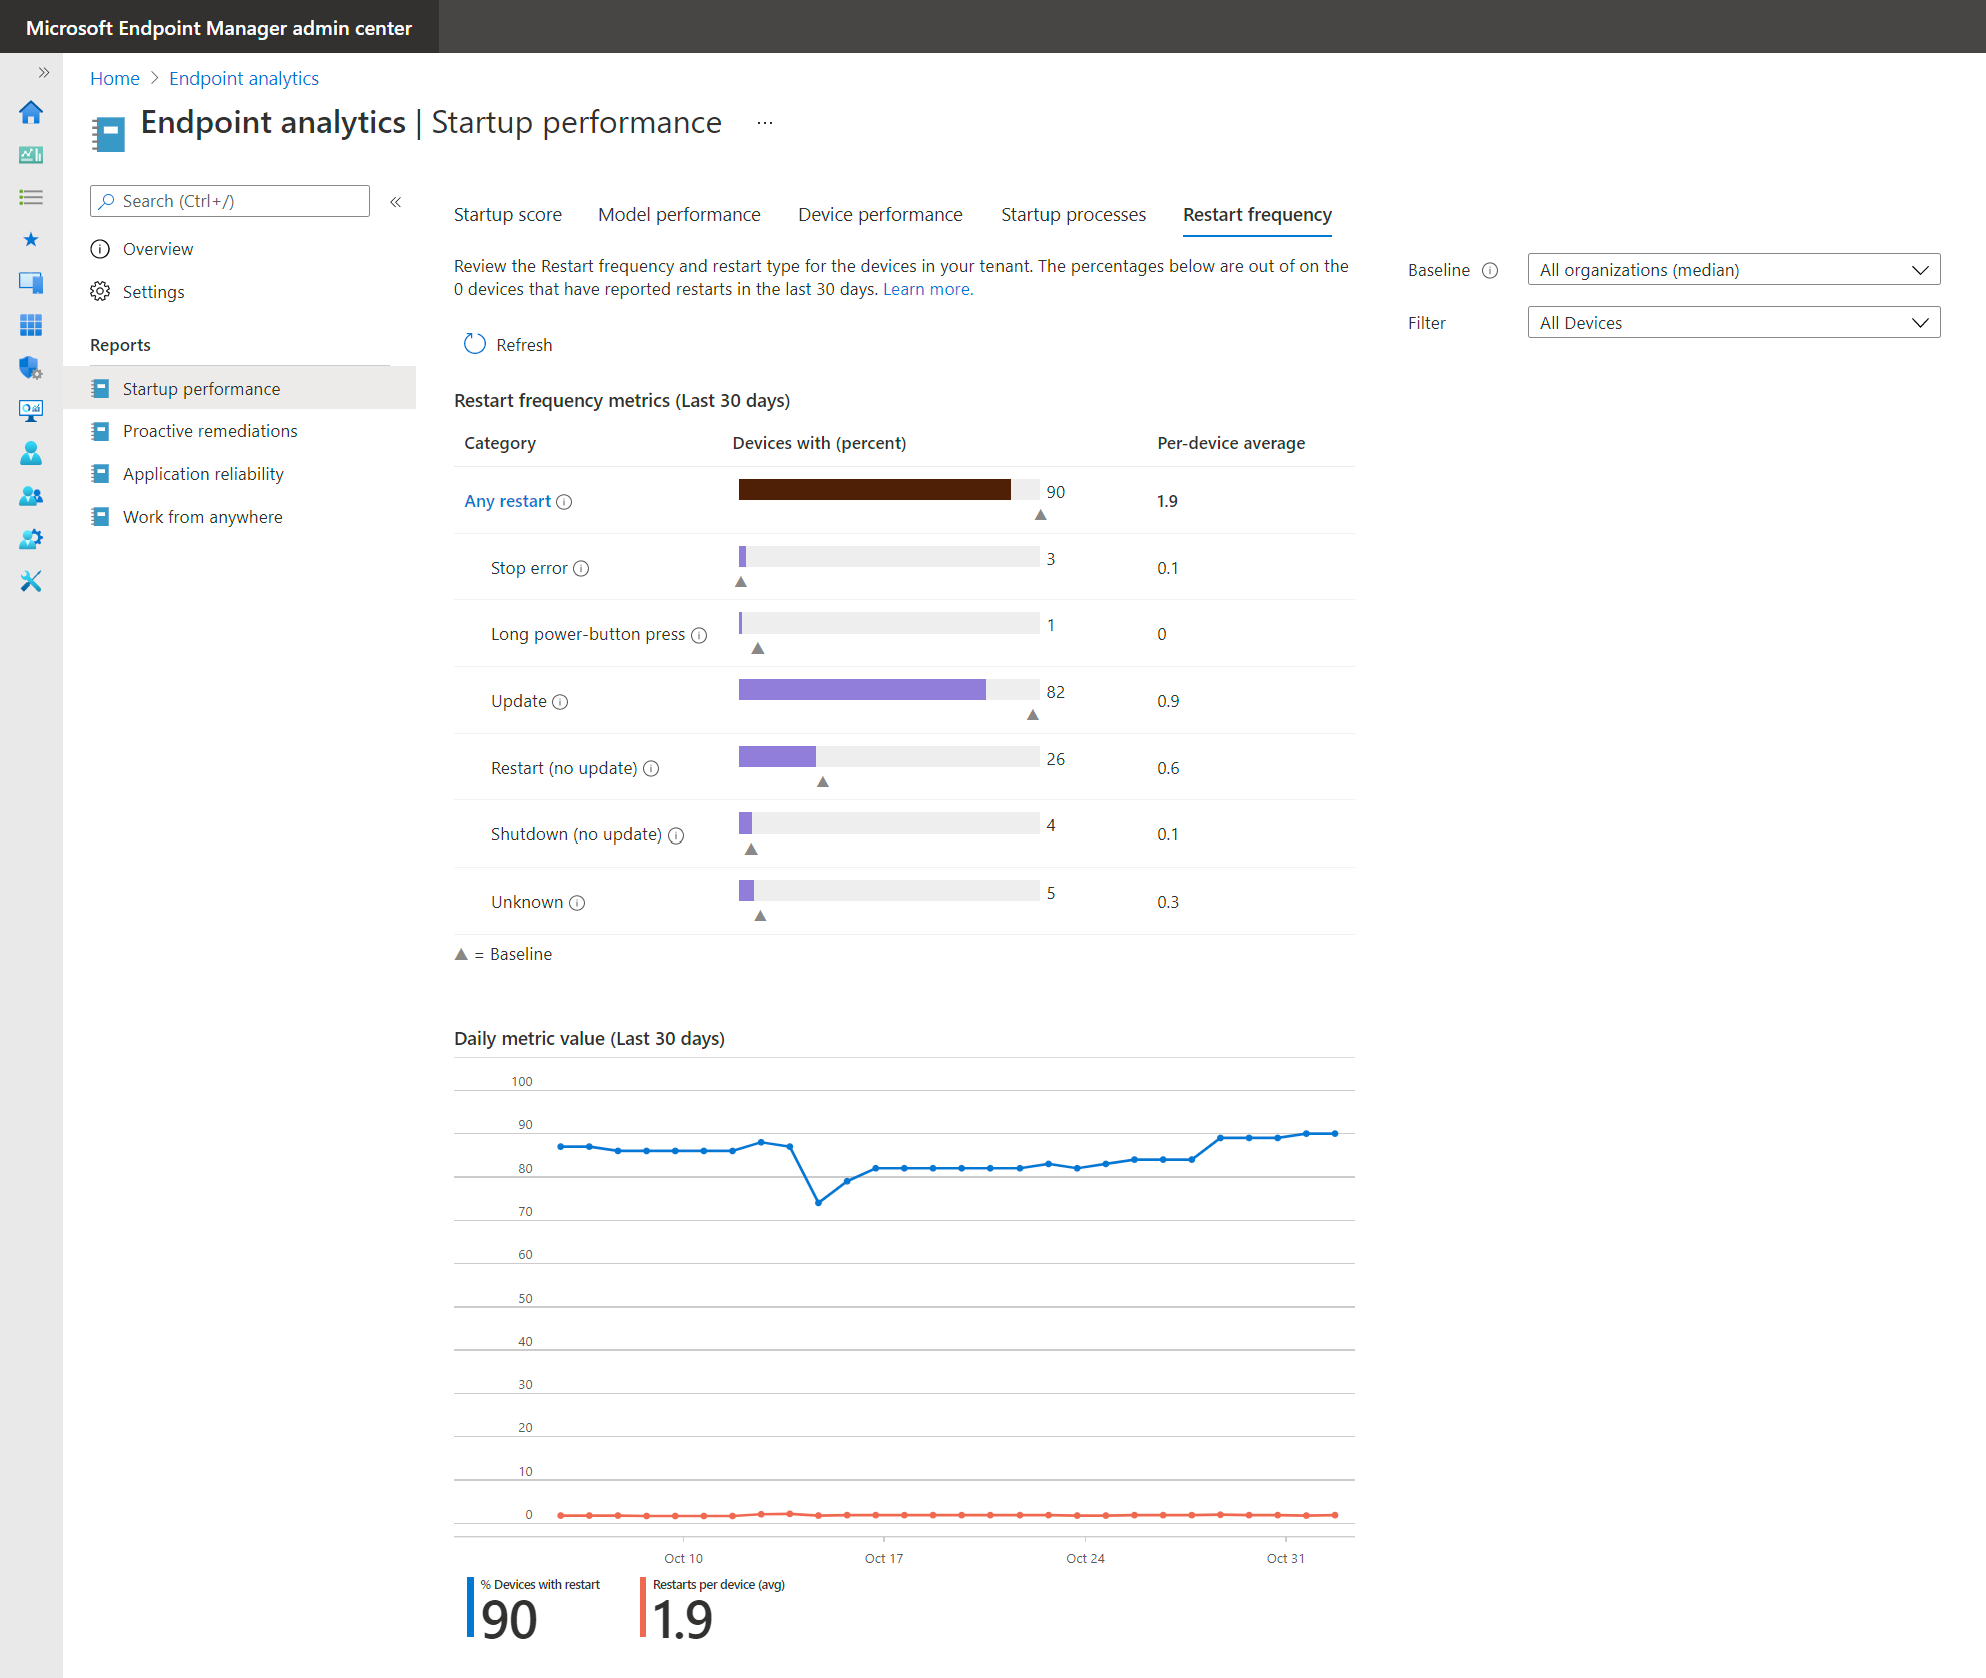 Microsoft Endpoint Manager admin center
Home > Endpoint analytics
Endpoint analytics | Startup performance ...
Search (Ctrl+/)
Overview
Settings
Reports
Startup performance
Proactive remediations
Application reliability
Work from anywhere
Startup score Model performance Device performance Startup processes Restart frequency
Review the Restart frequency and restart type for the devices in your tenant. The percentages below are out of on the
0 devices that have reported restarts in the last 30 days. Learn more.
Baseline All organizations (median)
Filter All Devices
Refresh
Restart frequency metrics (Last 30 days)
Category Devices with (percent) Per-device average
Any restart 90 1.9
Stop error 3 0.1
Long power-button press 1 0
Update 82 0.9
Restart (no update) 26 0.6
Shutdown (no update) 4 0.1
Unknown 5 0.3
▲ = Baseline
Daily metric value (Last 30 days)
100
90
80
70
60
50
40
30
20
10
0
Oct 10 Oct 17 Oct 24 Oct 31
% Devices with restart Restarts per device (avg)
90 1.9